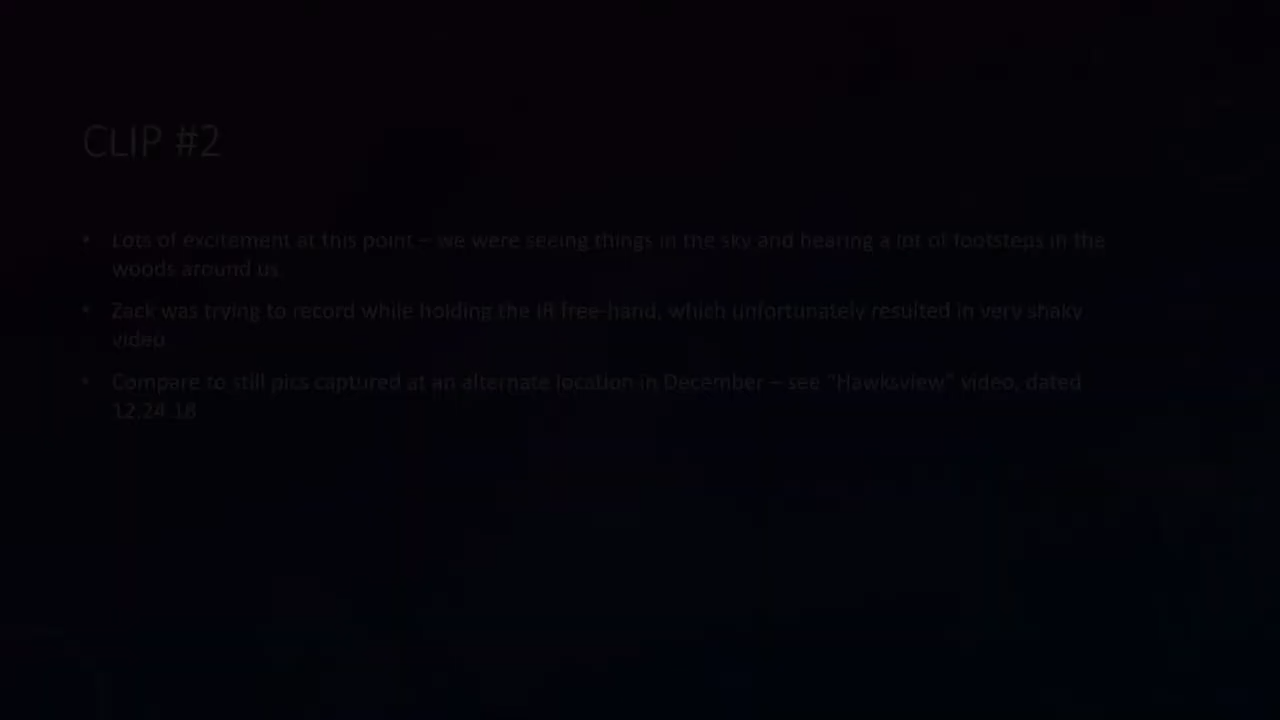 CLIP #2
• Lots of excitement at this point – we were seeing things in the sky and hearing a lot of footsteps in the
woods around us
• Zack was trying to record while holding the IR free-hand, which unfortunately resulted in very shaky
video
• Compare to still pics captured at an alternate location in December – see "Hawksview" video, dated
12.24.18